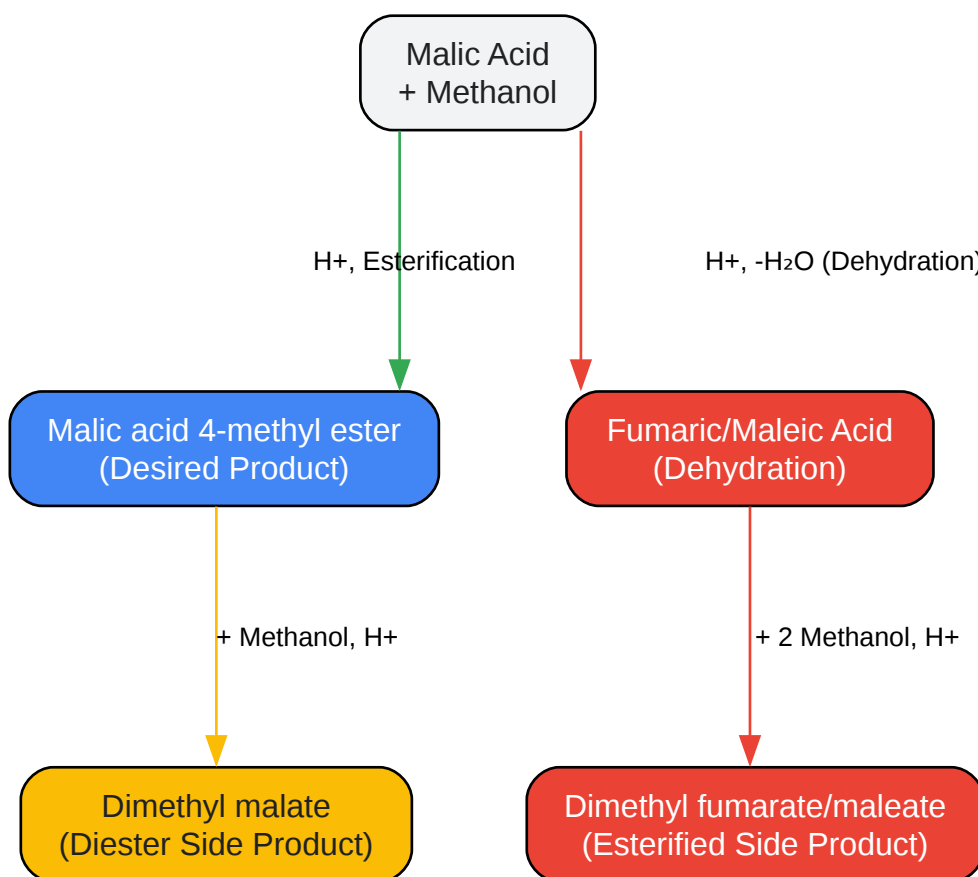 Malic Acid
+ Methanol
H+, Esterification
H+, -H₂O (Dehydration)
Malic acid 4-methyl ester
(Desired Product)
Fumaric/Maleic Acid
(Dehydration)
+ Methanol, H+
+ 2 Methanol, H+
Dimethyl malate
(Diester Side Product)
Dimethyl fumarate/maleate
(Esterified Side Product)